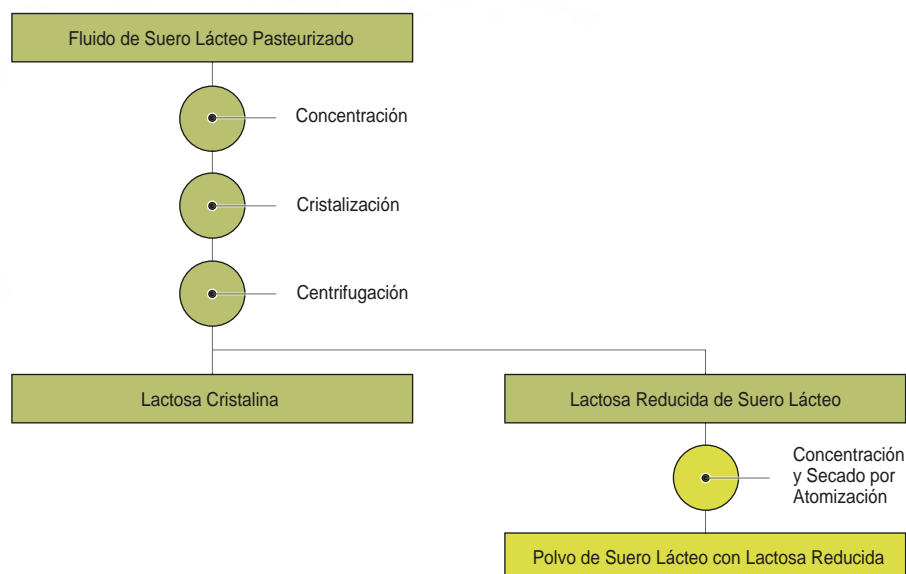 Fluido de Suero Lácteo Pasteurizado
Concentración
Cristalización
Centrifugación
Lactosa Cristalina
Lactosa Reducida de Suero Lácteo
Concentración
y Secado por
Atomización
Polvo de Suero Lácteo con Lactosa Reducida